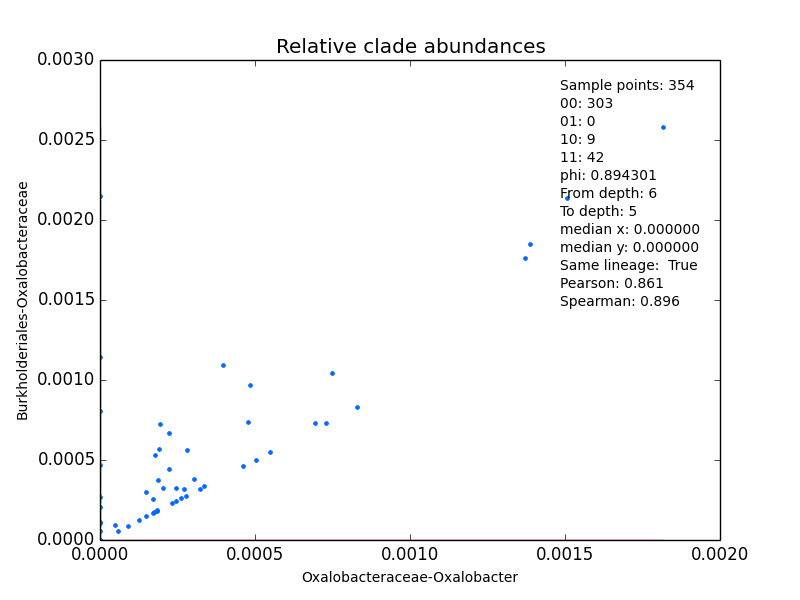 Relative clade abundances
0.0030
0.0025
0.0020
0.0015
0.0010
0.0005
0.0000
Burkholderiales-Oxalobacteraceae
Sample points: 354
00: 303
01: 0
10: 9
11: 42
phi: 0.894301
From depth: 6
To depth: 5
median x: 0.000000
median y: 0.000000
Same lineage:  True
Pearson: 0.861
Spearman: 0.896
0.0000 0.0005 0.0010 0.0015 0.0020
Oxalobacteraceae-Oxalobacter